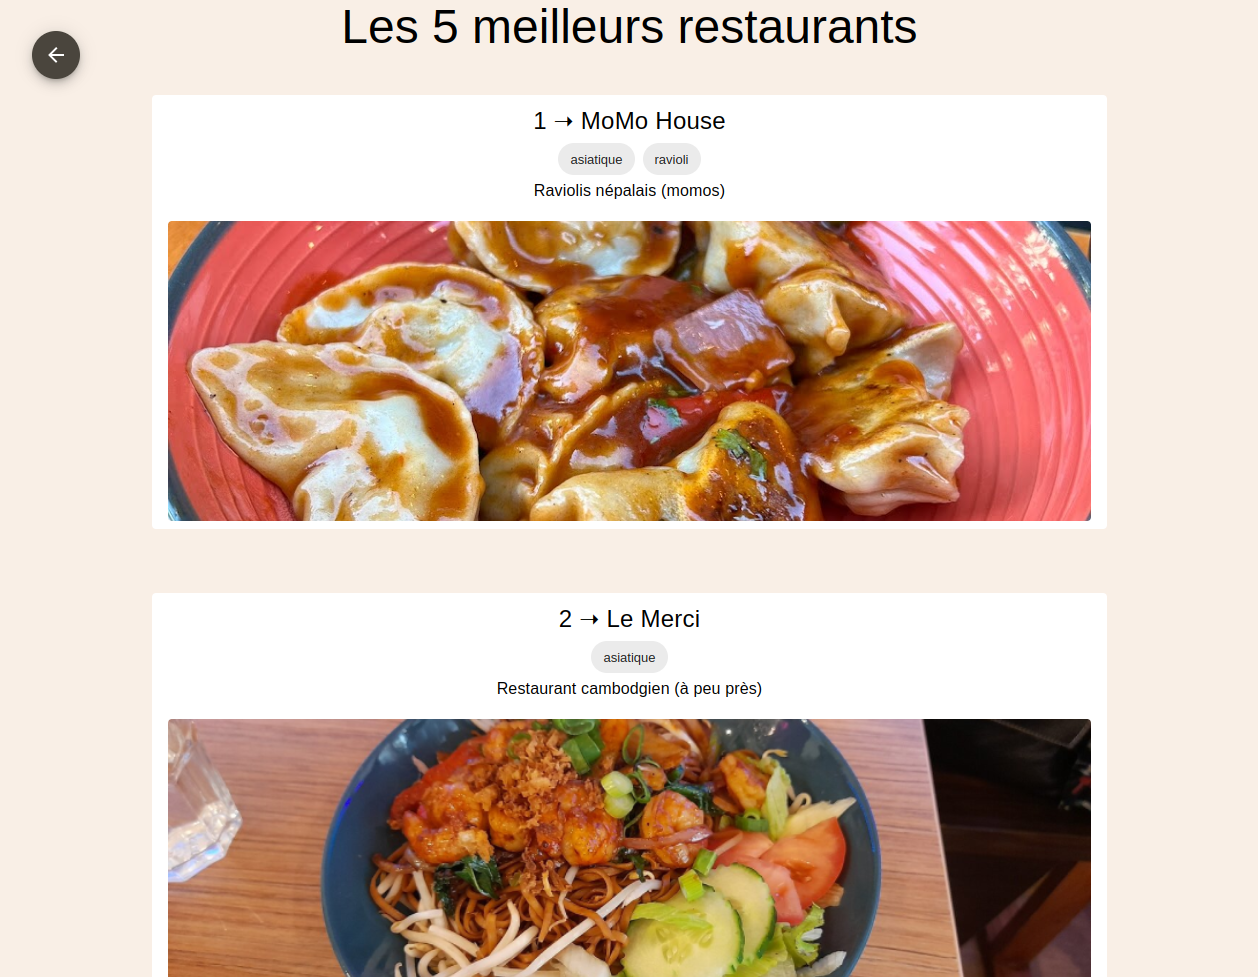 Les 5 meilleurs restaurants
1 ➝ MoMo House
asiatique ravioli
Raviolis népalais (momos)
2 ➝ Le Merci
asiatique
Restaurant cambodgien (à peu près)